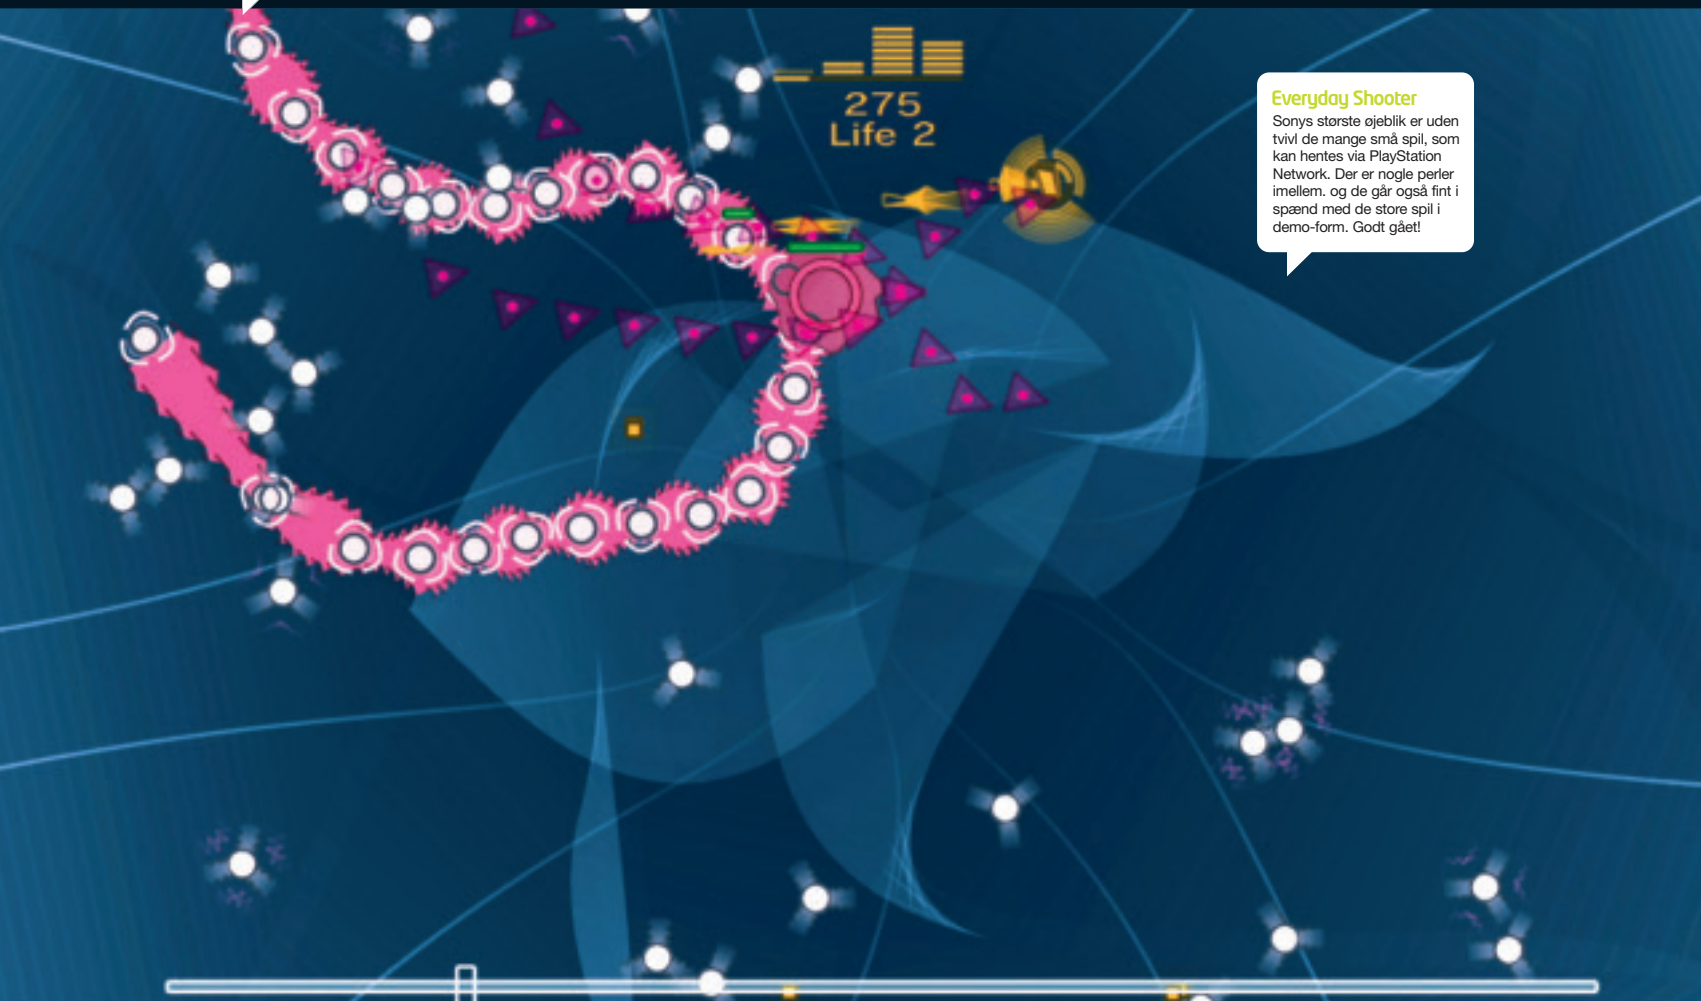 275
Life 2
Everyday Shooter
Sonys største øjeblik er uden
tvivl de mange små spil, som
kan hentes via PlayStation
Network. Der er nogle perler
imellem. og de går også fint i
spænd med de store spil i
demo-form. Godt gået!